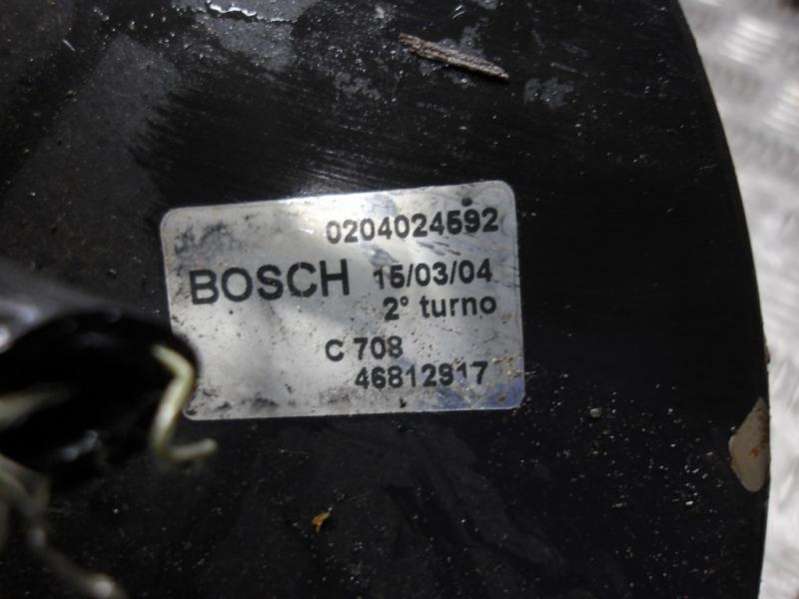 0204024592
BOSCH 15/03/04
2° turno
C 708
46812917